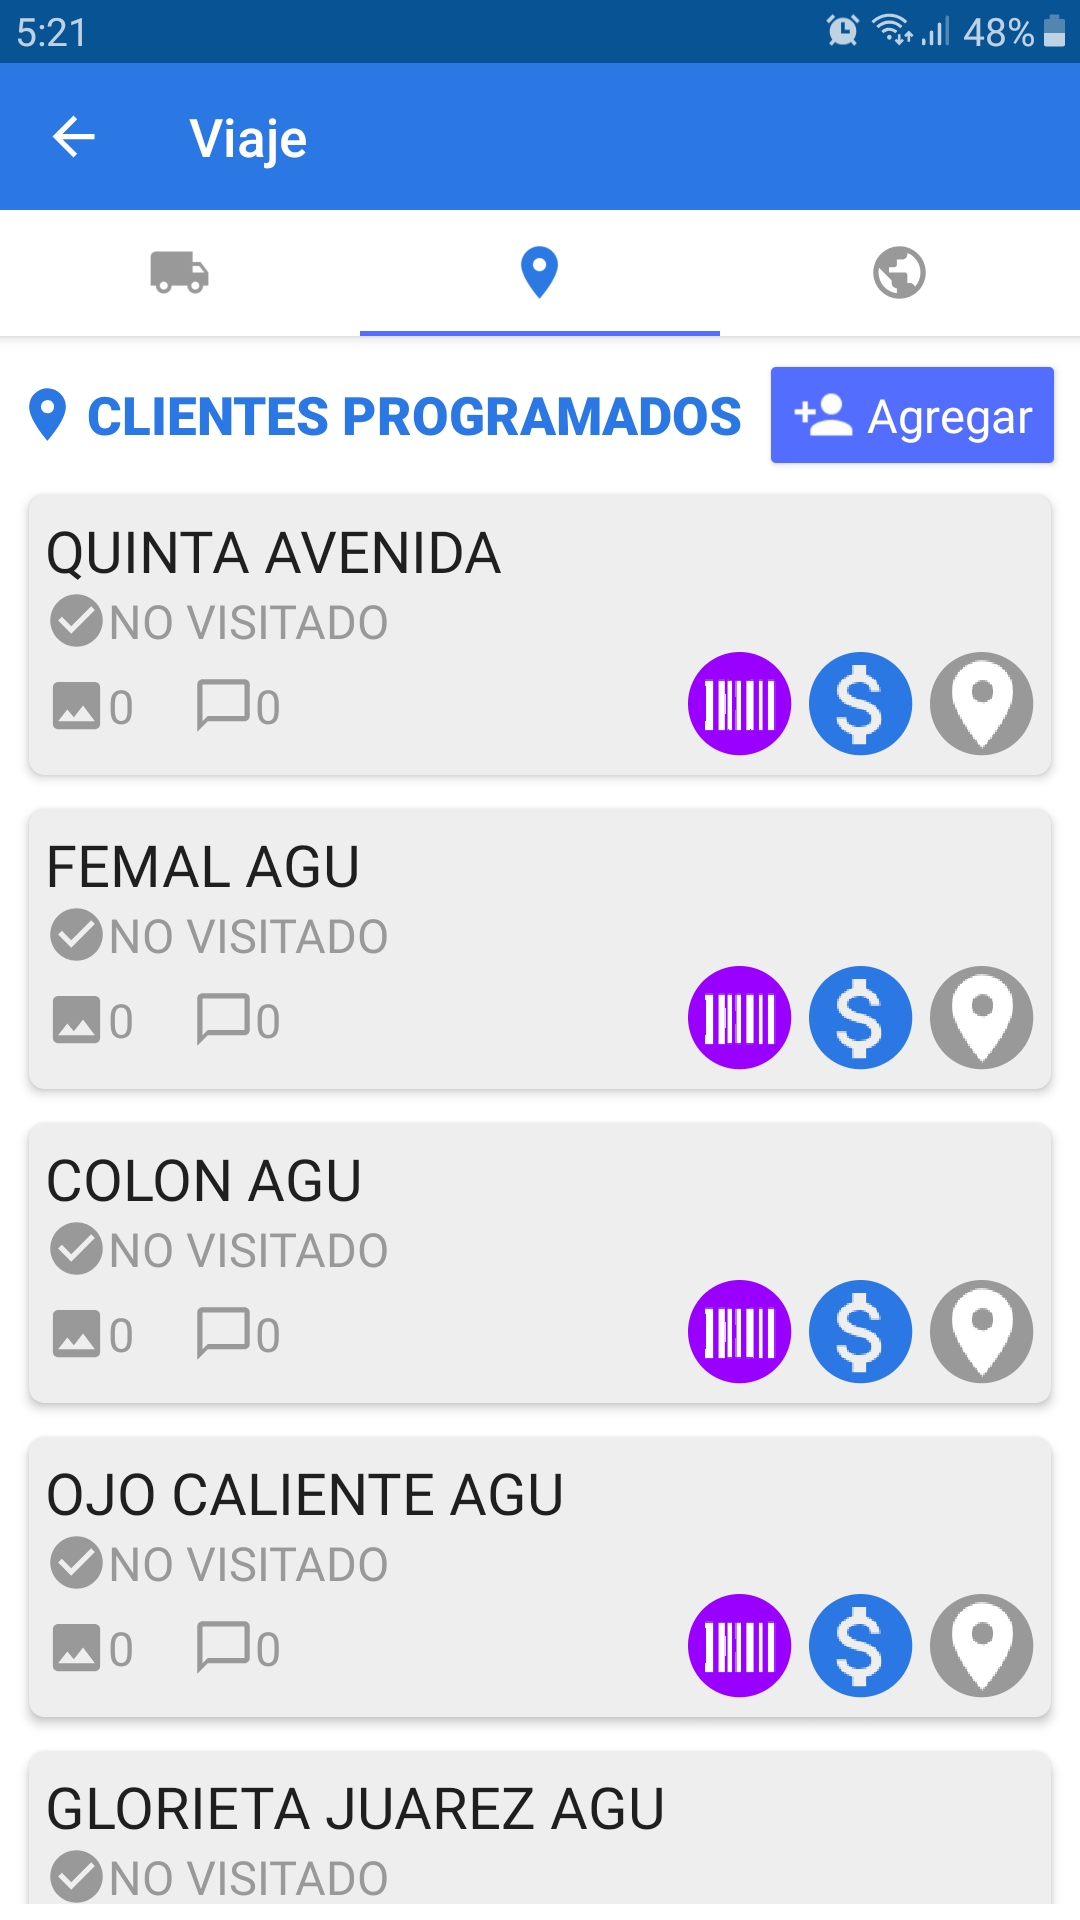 5:21 48%
Viaje
CLIENTES PROGRAMADOS Agregar
QUINTA AVENIDA
NO VISITADO
0 0
FEMAL AGU
NO VISITADO
0 0
COLON AGU
NO VISITADO
0 0
OJO CALIENTE AGU
NO VISITADO
0 0
GLORIETA JUAREZ AGU
NO VISITADO